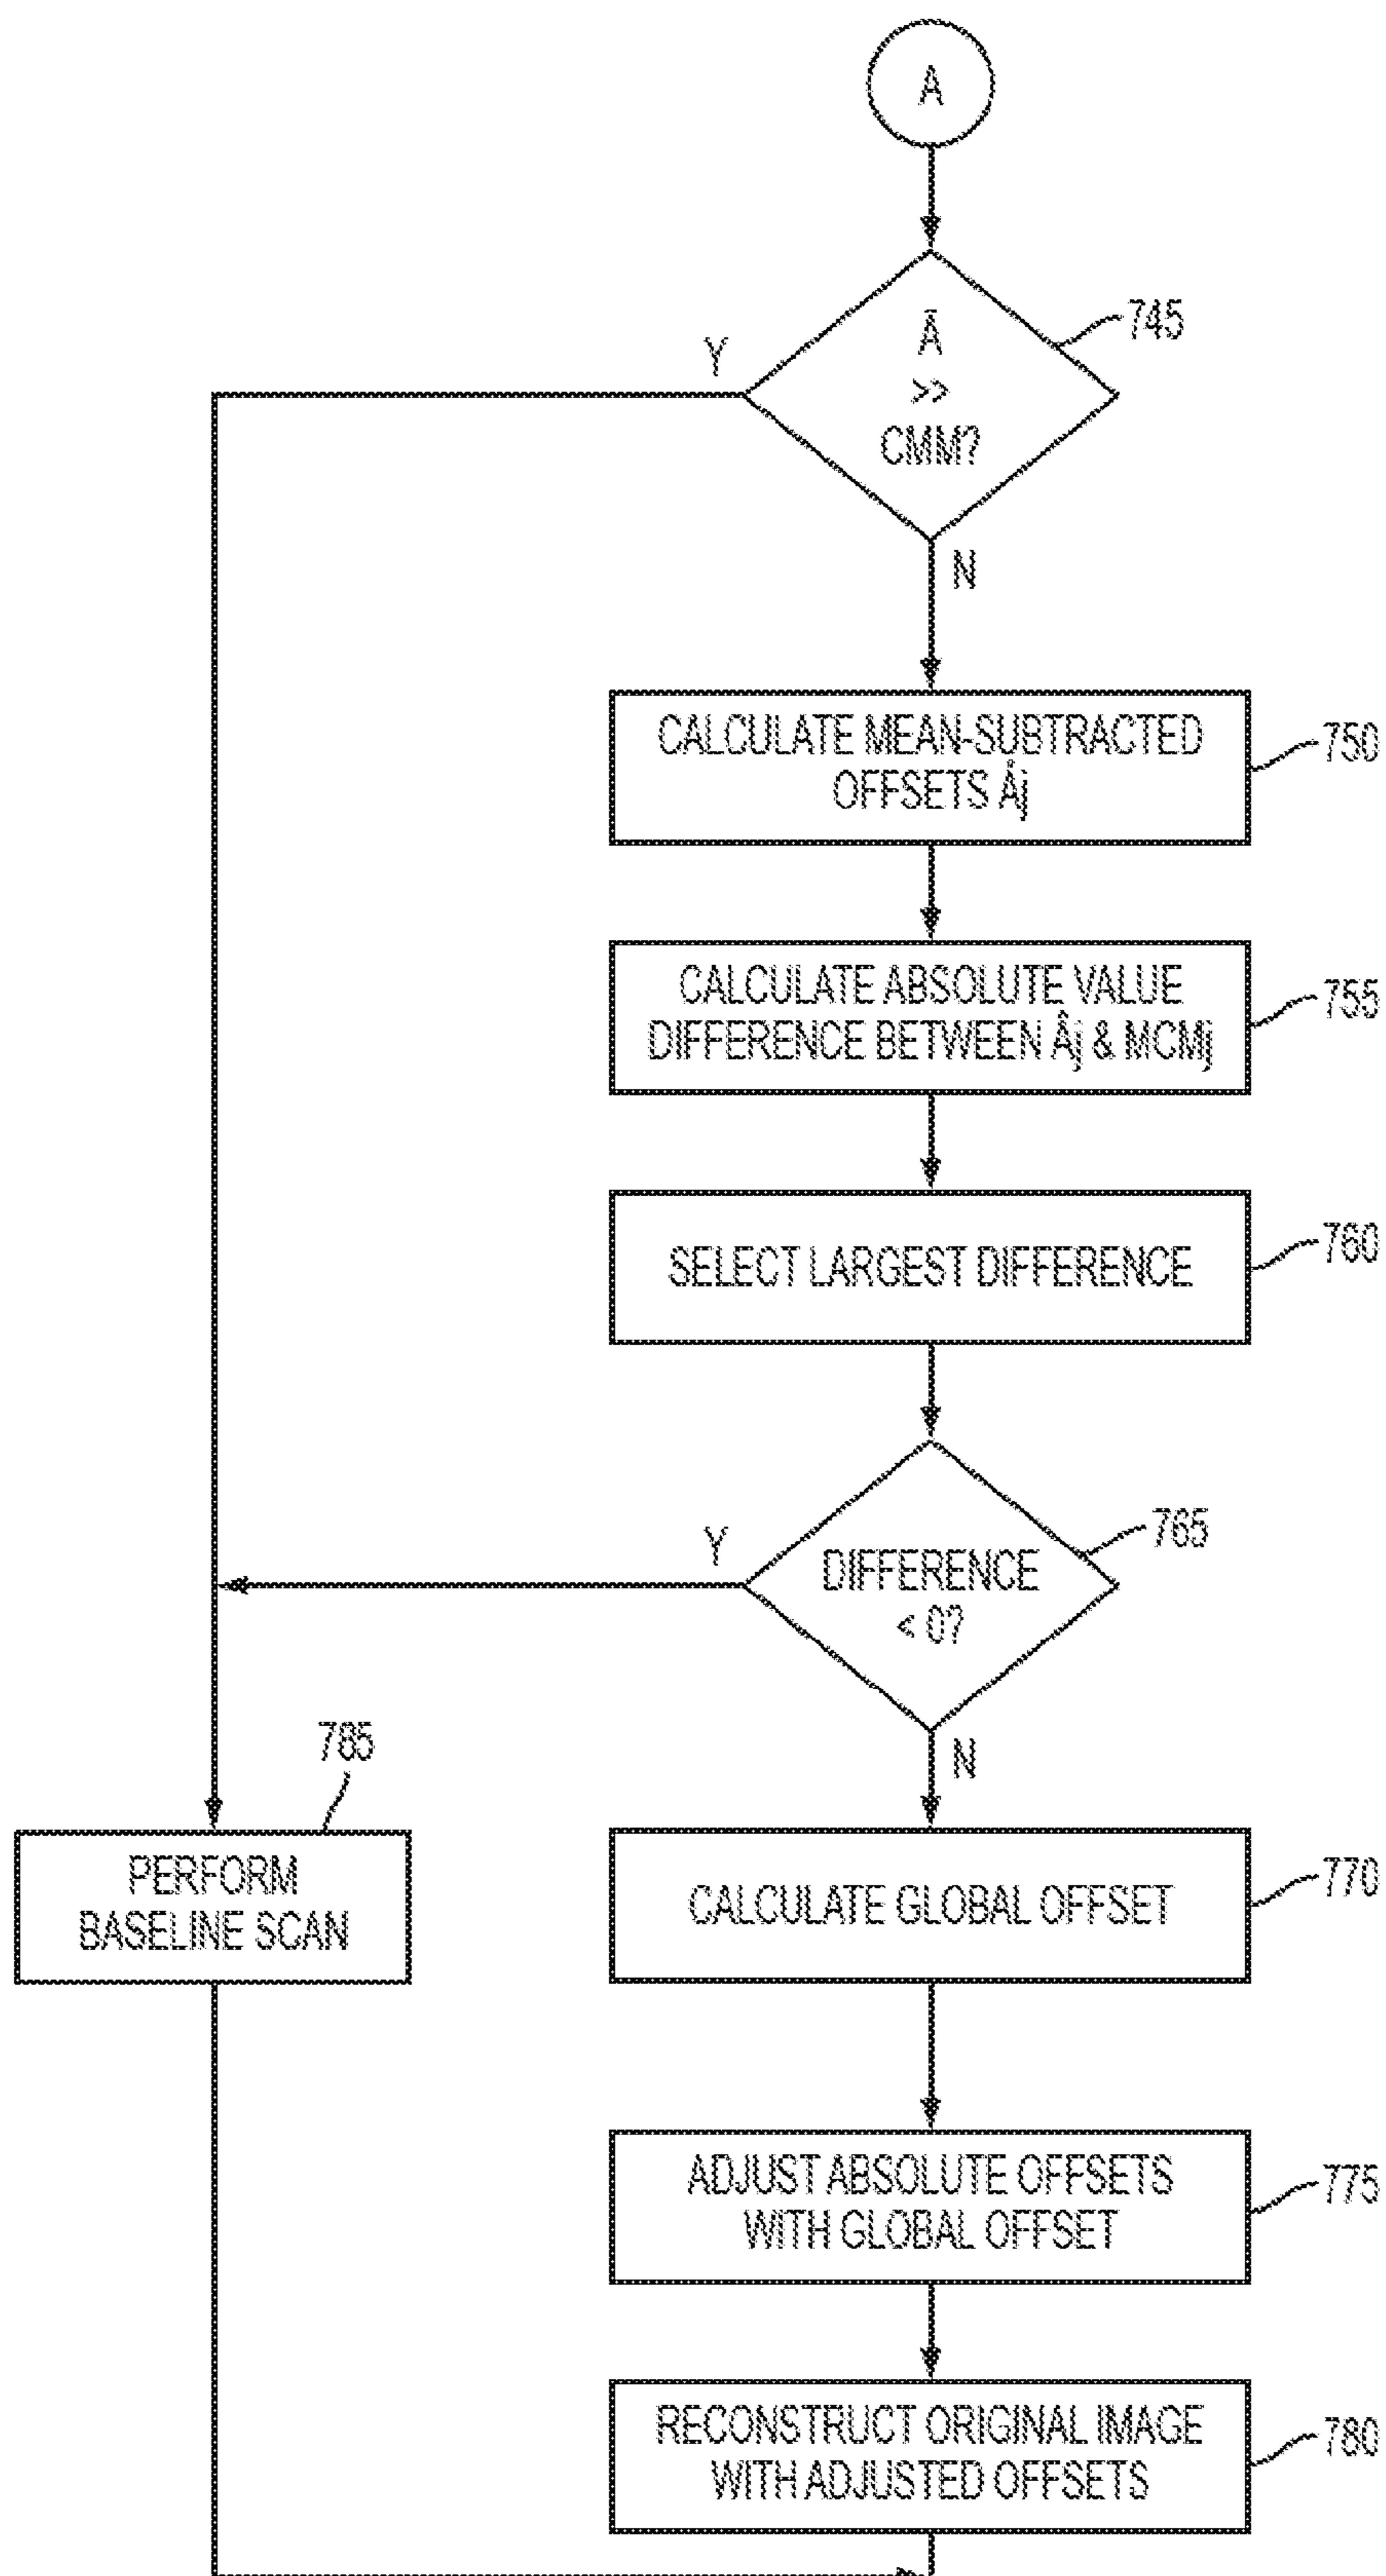 A
Ā
>>
CMM?
745
Y
N
CALCULATE MEAN-SUBTRACTED
OFFSETS Åj
750
CALCULATE ABSOLUTE VALUE
DIFFERENCE BETWEEN Âj & MCMj
755
SELECT LARGEST DIFFERENCE
760
DIFFERENCE
< 0?
765
Y
N
785
PERFORM
BASELINE SCAN
CALCULATE GLOBAL OFFSET
770
ADJUST ABSOLUTE OFFSETS
WITH GLOBAL OFFSET
775
RECONSTRUCT ORIGINAL IMAGE
WITH ADJUSTED OFFSETS
780